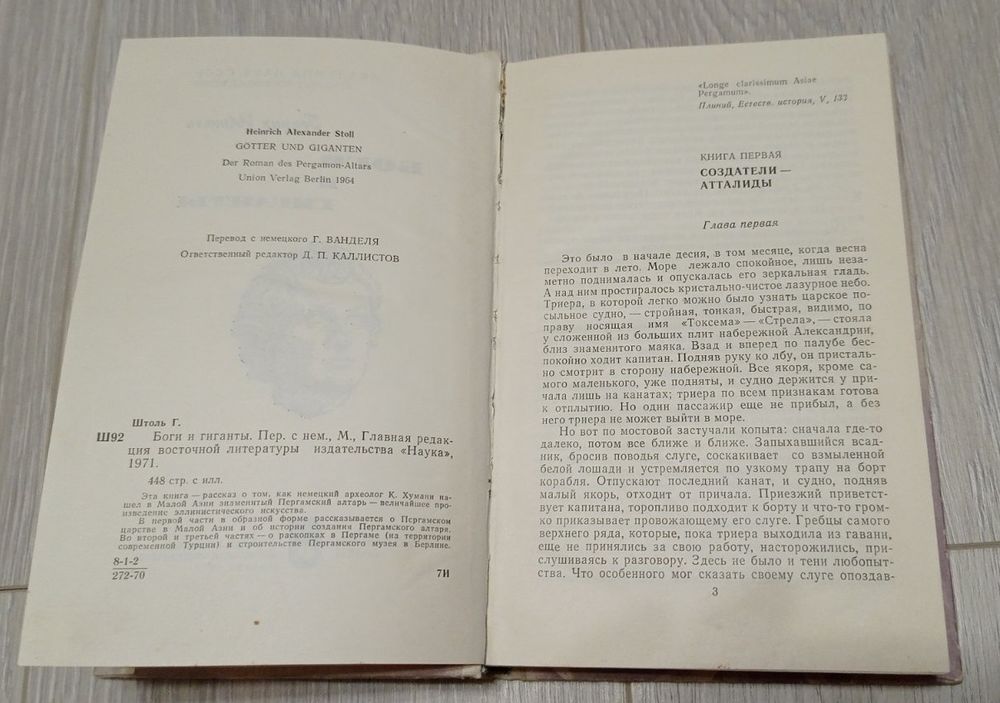 Heinrich Alexander Stoll
GÖTTER UND GIGANTEN
Der Roman des Pergamon-Altars
Union Verlag Berlin 1964
Перевод с немецкого Г. ВАНДЕЛЯ
Ответственный редактор Д. П. КАЛЛИСТОВ
Штоль Г.
Ш92 Боги и гиганты. Пер. с нем., М., Главная редак-
ция восточной литературы издательства «Наука»,
1971.
448 стр. с илл.
Эта книга — рассказ о том, как немецкий археолог К. Хуманн на-
шел в Малой Азии знаменитый Пергамский алтарь — величайшее про-
изведение эллинистического искусства.
В первой части в образной форме рассказывается о Пергамском
царстве в Малой Азии и об истории создания Пергамского алтаря.
Во второй и третьей частях — о раскопках в Пергаме (на территории
современной Турции) и строительстве Пергамского музея в Берлине.
8-1-2
272-70 7И
«Longe clarissimum Asiae
Pergamum».
Плиний, Естеств. история, V, 133
КНИГА ПЕРВАЯ
СОЗДАТЕЛИ —
АТТАЛИДЫ
Глава первая
Это было в начале десия, в том месяце, когда весна
переходит в лето. Море лежало спокойное, лишь неза-
метно поднималась и опускалась его зеркальная гладь.
А над ним простиралось кристально-чистое лазурное небо.
Триера, в которой легко можно было узнать царское по-
сыльное судно, — стройная, тонкая, быстрая, видимо, по
праву носящая имя «Токсема» — «Стрела», — стояла
у сложенной из больших плит набережной Александрии,
близ знаменитого маяка. Взад и вперед по палубе бес-
покойно ходит капитан. Подняв руку ко лбу, он присталь-
но смотрит в сторону набережной. Все якоря, кроме са-
мого маленького, уже подняты, и судно держится у при-
чала лишь на канатах; триера по всем признакам готова
к отплытию. Но один пассажир еще не прибыл, а без
него триера не может выйти в море.
Но вот по мостовой застучали копыта: сначала где-то
далеко, потом все ближе и ближе. Запыхавшийся всад-
ник, бросив поводья слуге, соскакивает со взмыленной
белой лошади и устремляется по узкому трапу на борт
корабля. Отпускают последний канат, и судно, подняв
малый якорь, отходит от причала. Приезжий приветст-
вует капитана, торопливо подходит к борту и что-то гром-
ко приказывает провожающему его слуге. Гребцы самого
верхнего ряда, которые, пока триера выходила из гавани,
еще не принялись за свою работу, насторожились, при-
слушиваясь к разговору. Здесь не было и тени любопыт-
ства. Что особенного мог сказать своему слуге опоздав-
3